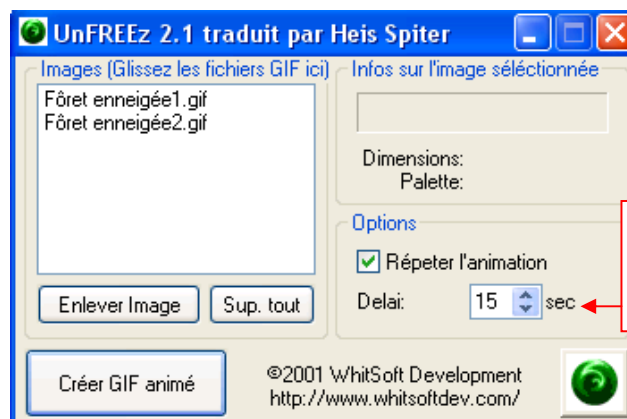 UnFREEz 2.1 traduit par Heis Spiter
Images (Glissez les fichiers GIF ici)
Fôret enneigée1.gif
Fôret enneigée2.gif
Enlever Image
Sup. tout
Infos sur l'image séléctionnée
Dimensions:
Palette:
Options
Répeter l'animation
Delai: 15 sec
Créer GIF animé
©2001 WhitSoft Development
http://www.whitsoftdev.com/